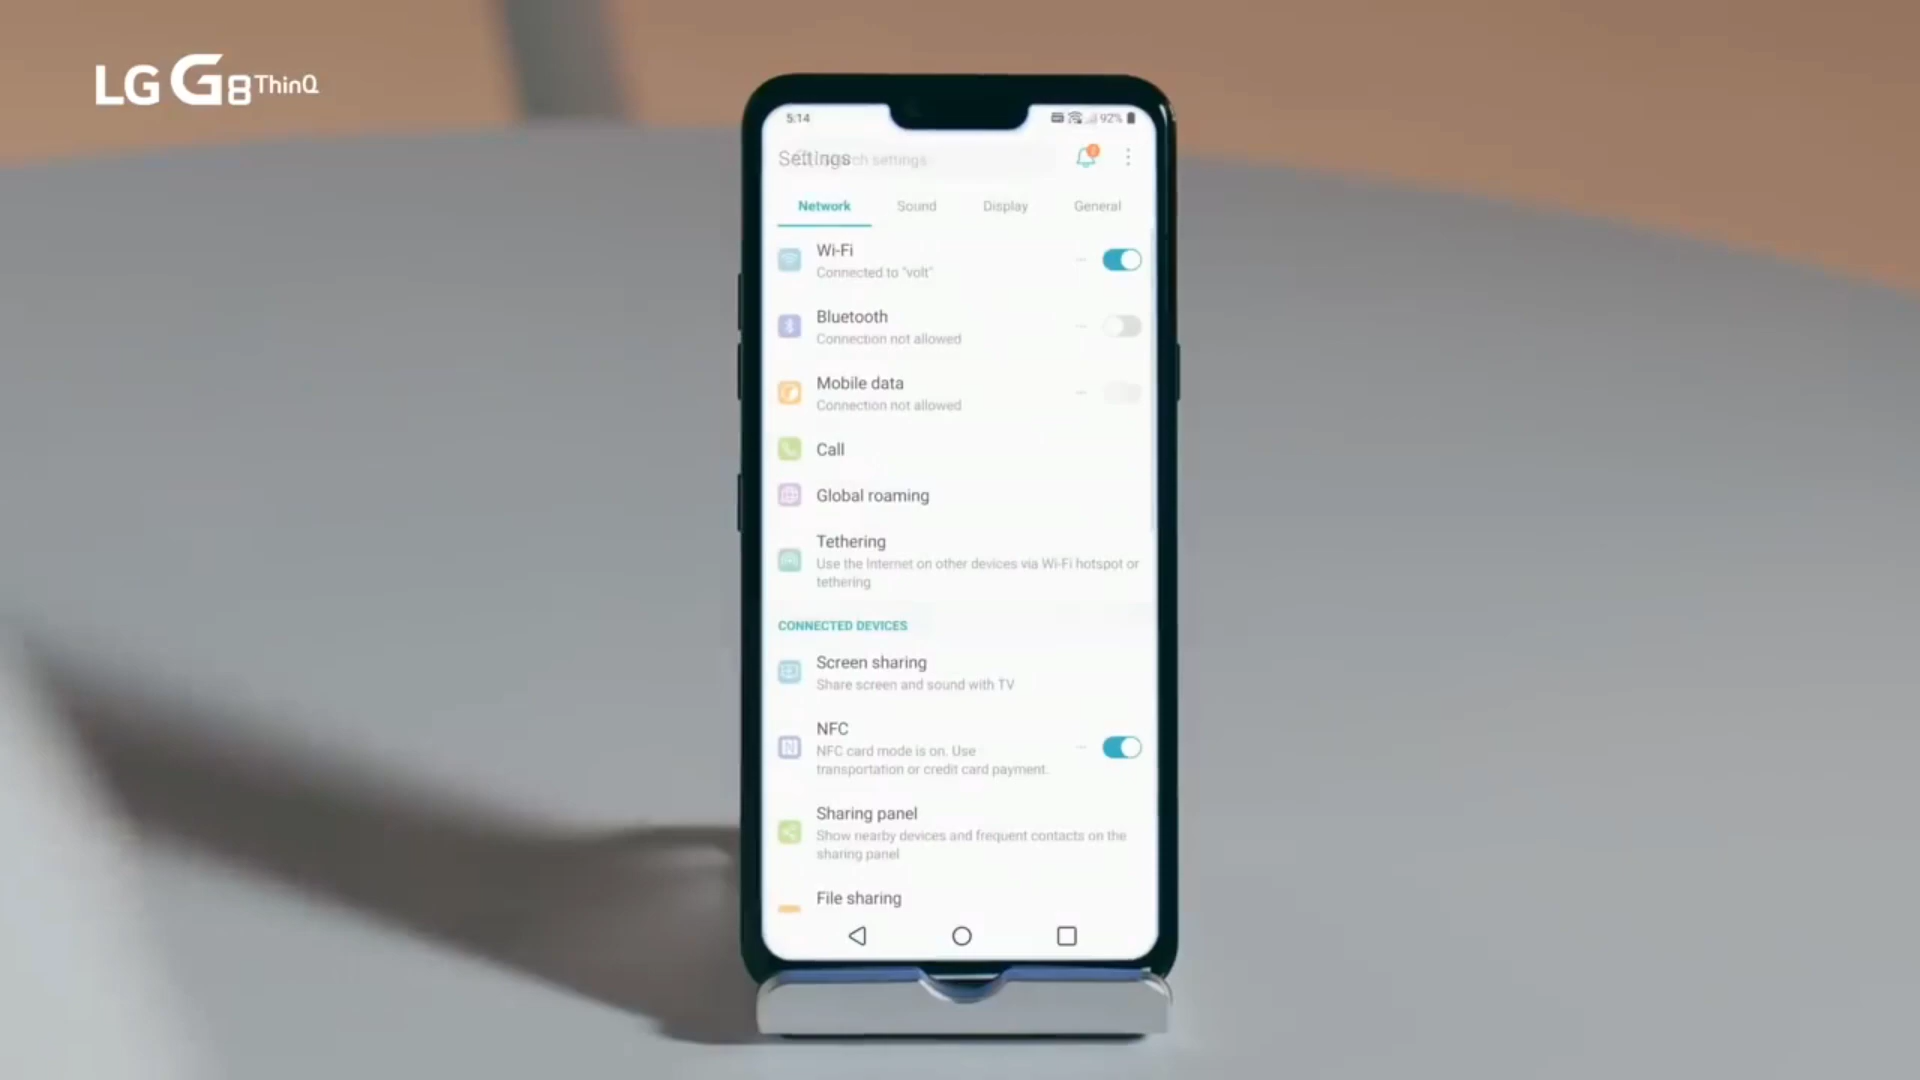 LG G8 ThinQ
5:14
92%
Settings
Search settings
Network Sound Display General
Wi-Fi
Connected to "volt"
Bluetooth
Connection not allowed
Mobile data
Connection not allowed
Call
Global roaming
Tethering
Use the Internet on other devices via Wi-Fi hotspot or
tethering
CONNECTED DEVICES
Screen sharing
Share screen and sound with TV
NFC
NFC card mode is on. Use
transportation or credit card payment.
Sharing panel
Show nearby devices and frequent contacts on the
sharing panel
File sharing